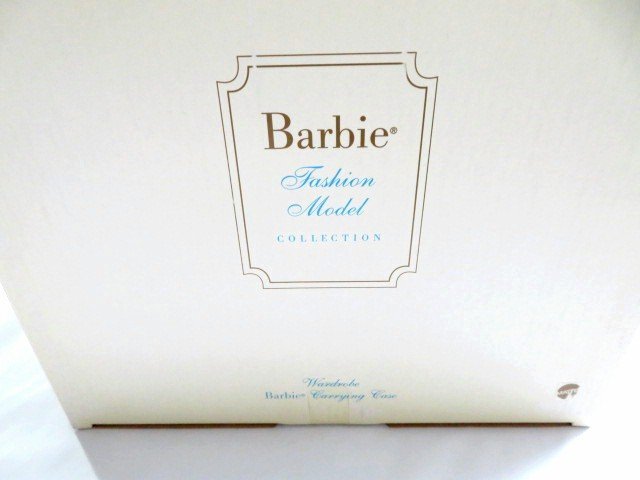 Barbie®
Fashion
Model
COLLECTION
Wardrobe
Barbie® Carrying Case